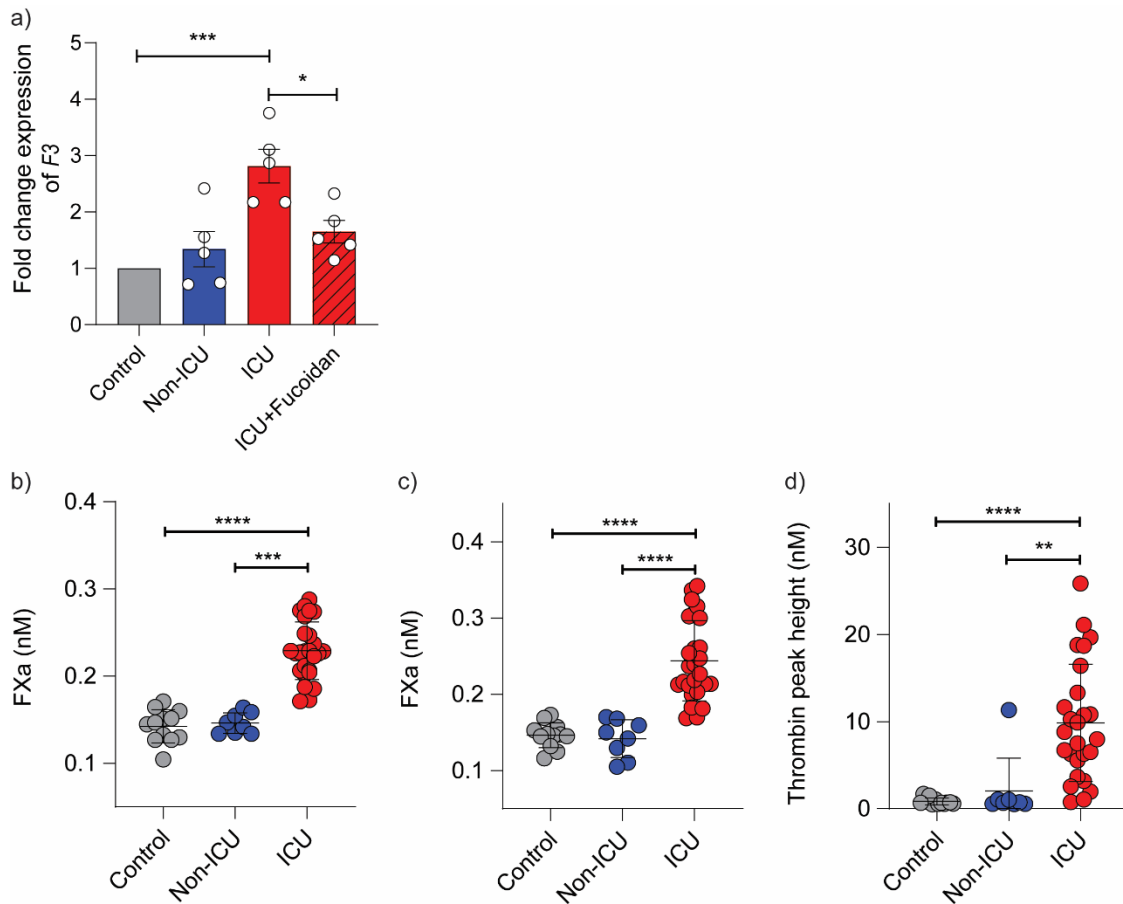 a)
***
*
Fold change expression
of F3
5
4
3
2
1
0
Control
Non-ICU
ICU
ICU+Fucoidan
b)
****
***
FXa (nM)
0.4
0.3
0.2
0.1
Control
Non-ICU
ICU
c)
****
****
FXa (nM)
0.4
0.3
0.2
0.1
Control
Non-ICU
ICU
d)
****
**
Thrombin peak height (nM)
30
20
10
0
Control
Non-ICU
ICU